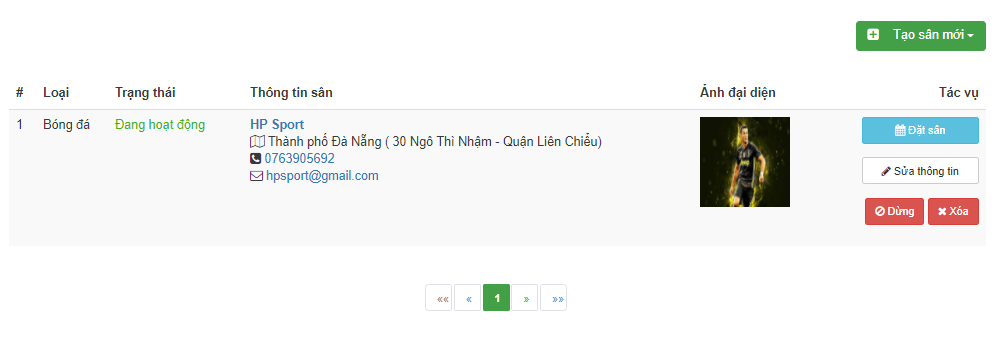 Tạo sân mới
# Loại Trạng thái Thông tin sân Ảnh đại diện Tác vụ
1 Bóng đá Đang hoạt động HP Sport Đặt sân
Thành phố Đà Nẵng ( 30 Ngô Thì Nhậm - Quận Liên Chiểu)
0763905692
hpsport@gmail.com
Sửa thông tin
Dừng Xóa
«« « 1 » »»